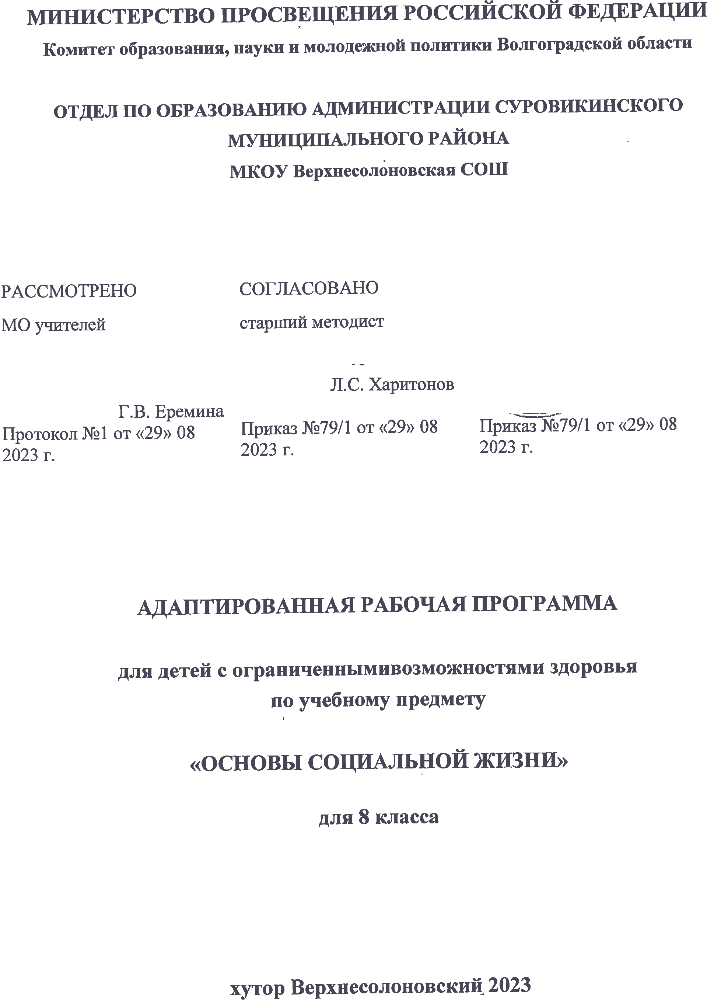 МИНИСТЕРСТВО ПРОСВЕЩЕНИЯ РОССИЙСКОЙ ФЕДЕРАЦИИ
Комитет образования, науки и молодежной политики Волгоградской области
ОТДЕЛ ПО ОБРАЗОВАНИЮ АДМИНИСТРАЦИИ СУРОВИКИНСКОГО
МУНИЦИПАЛЬНОГО РАЙОНА
МКОУ Верхнесолоновская СОШ
РАССМОТРЕНО
МО учителей
Г.В. Еремина
Протокол №1 от «29» 08
2023 г.
СОГЛАСОВАНО
старший методист
Л.С. Харитонов
Приказ №79/1 от «29» 08
2023 г.
Приказ №79/1 от «29» 08
2023 г.
АДАПТИРОВАННАЯ РАБОЧАЯ ПРОГРАММА
для детей с ограниченнымивозможностями здоровья
по учебному предмету
«ОСНОВЫ СОЦИАЛЬНОЙ ЖИЗНИ»
для 8 класса
хутор Верхнесолоновский 2023